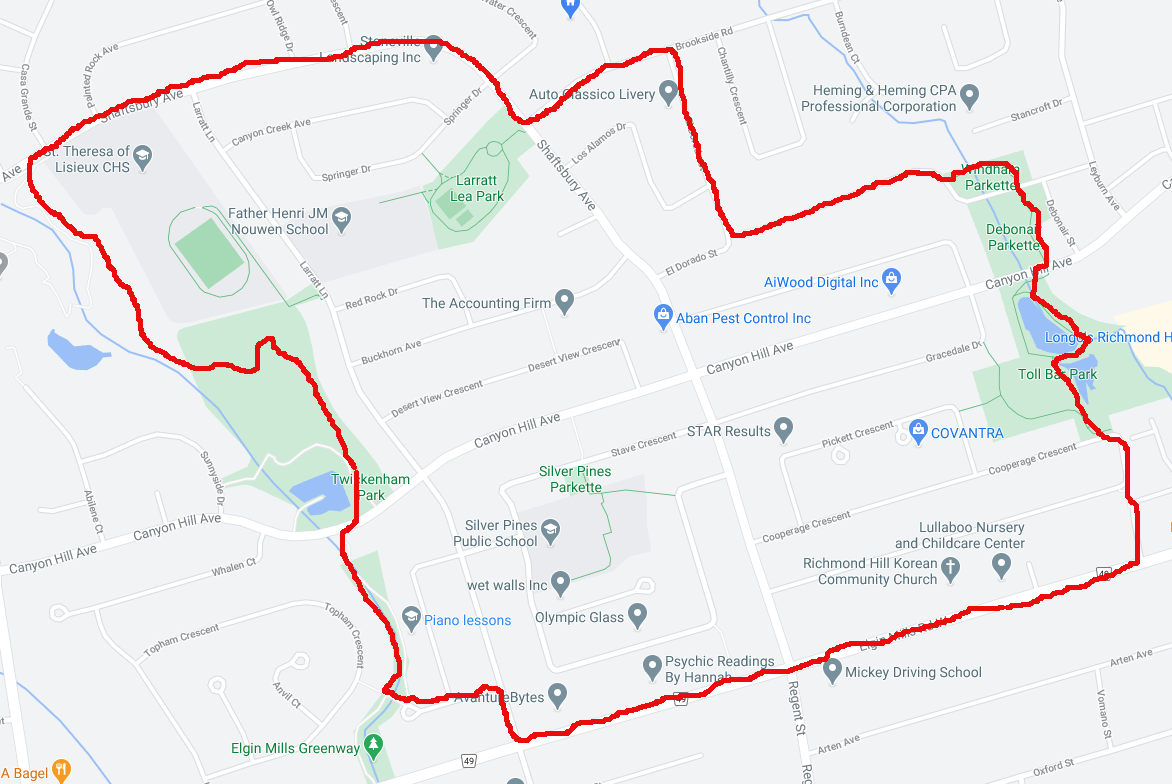 Brookside Rd
Stoneville
Landscaping Inc
Owl Ridge Dr
Painted Rock Ave
Casa Grande St
Shaftsbury Ave
Ave
Larratt Ln
Canyon Creek Ave
Springer Dr
Springer Dr
Auto Classico Livery
Chantilly Crescent
Burndean Ct
Heming & Heming CPA
Professional Corporation
Stancroft Dr
Los Alamos Dr
Shaftsbury Ave
St. Theresa of
Lisieux CHS
Larratt
Lea Park
Father Henri JM
Nouwen School
Windham
Parkette
Leyburn Ave
Debonair St
Debonair
Parkette
El Dorado St
Larratt Ln
Red Rock Dr
The Accounting Firm
AiWood Digital Inc
Canyon Hill Ave
Aban Pest Control Inc
Buckhorn Ave
Desert View Crescent
Desert View Crescent
Canyon Hill Ave
Gracedale Dr
Longo's Richmond H
Toll Bar Park
Canyon Hill Ave
Stave Crescent
STAR Results
Pickett Crescent
COVANTRA
Cooperage Crescent
Sunnyside Dr
Abilene Ct
Twickenham
Park
Silver Pines
Parkette
Canyon Hill Ave
Canyon Hill Ave
Silver Pines
Public School
Cooperage Crescent
Lullaboo Nursery
and Childcare Center
Richmond Hill Korean
Community Church
Whalen Ct
wet walls Inc
Topham Crescent
Topham Crescent
Piano lessons
Olympic Glass
Elgin Mills Rd W
49
Psychic Readings
By Hannah
Mickey Driving School
Arten Ave
Anvil Ct
AvantureBytes
49
Regent St
Vomano St
Elgin Mills Greenway
49
Arten Ave
A Bagel
Oxford St